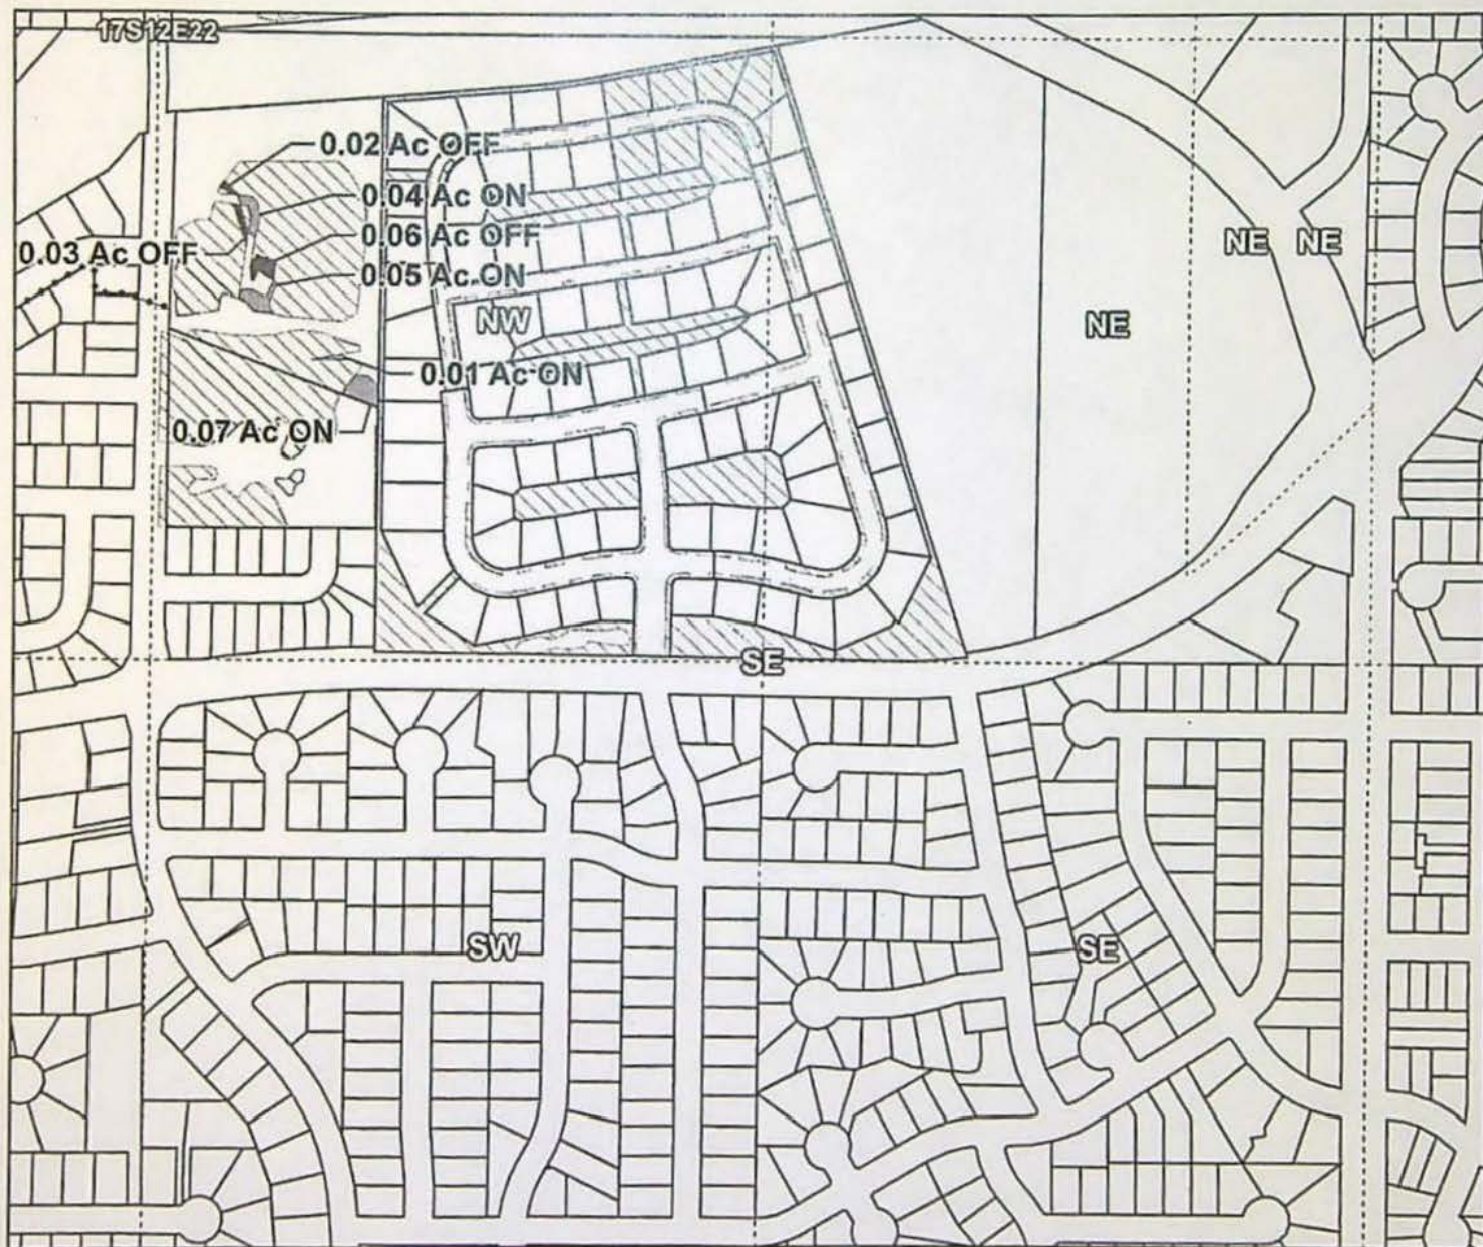 17S12E22
0.02 Ac OFF
0.04 Ac ON
0.03 Ac OFF
0.06 Ac OFF
0.05 Ac ON
NE NE
NW
NE
0.01 Ac ON
0.07 Ac ON
SE
SW
SE